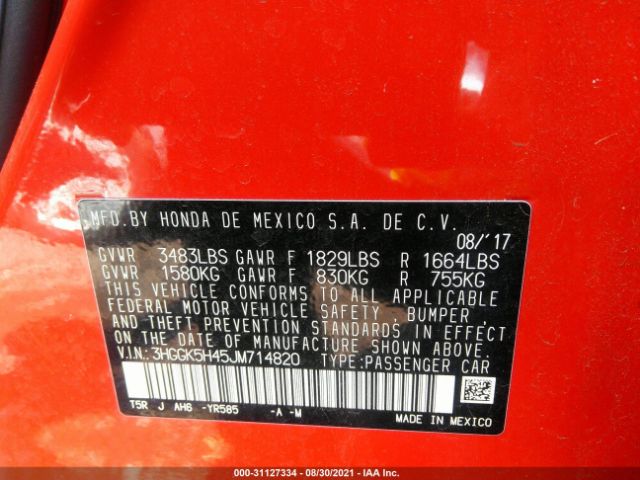 MFD. BY HONDA DE MEXICO S.A. DE C.V.
08/'17
GVWR 3483LBS GAWR F 1829LBS R 1664LBS
GVWR 1580KG GAWR F 830KG R 755KG
THIS VEHICLE CONFORMS TO ALL APPLICABLE
FEDERAL MOTOR VEHICLE SAFETY, BUMPER,
AND THEFT PREVENTION STANDARDS IN EFFECT
ON THE DATE OF MANUFACTURE SHOWN ABOVE.
V.I.N.: 3HGGK5H45JM714820 TYPE:PASSENGER CAR
T5R J AH6 -YR585 -A -M
MADE IN MEXICO
000-31127334 - 08/30/2021 - IAA Inc.